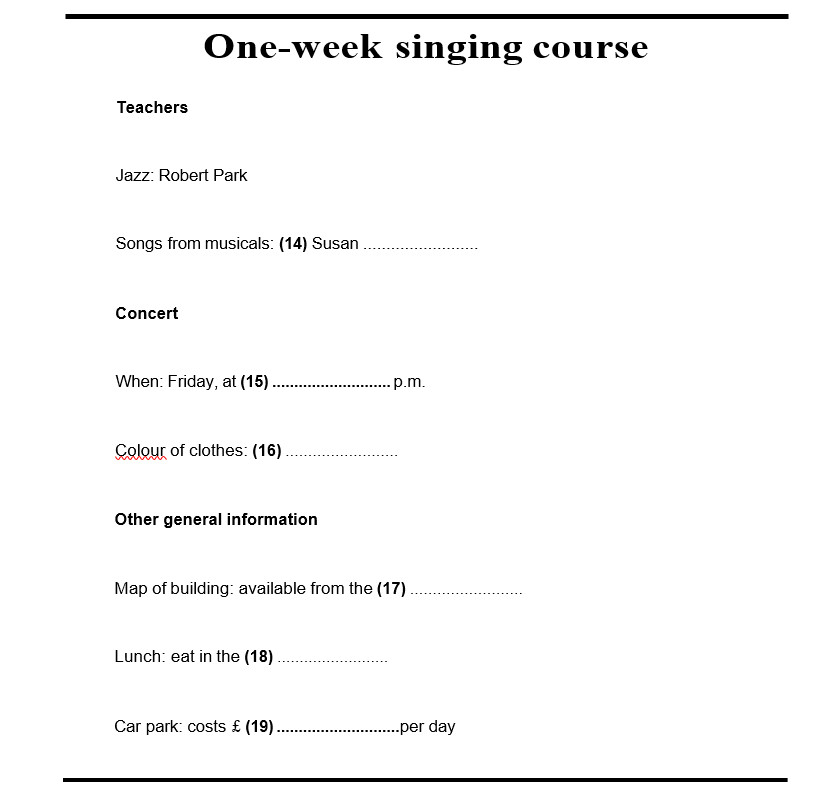 One-week singing course
Teachers
Jazz: Robert Park
Songs from musicals: (14) Susan .........................
Concert
When: Friday, at (15) ........................... p.m.
Colour of clothes: (16) .........................
Other general information
Map of building: available from the (17) .........................
Lunch: eat in the (18) .........................
Car park: costs £ (19) ............................per day